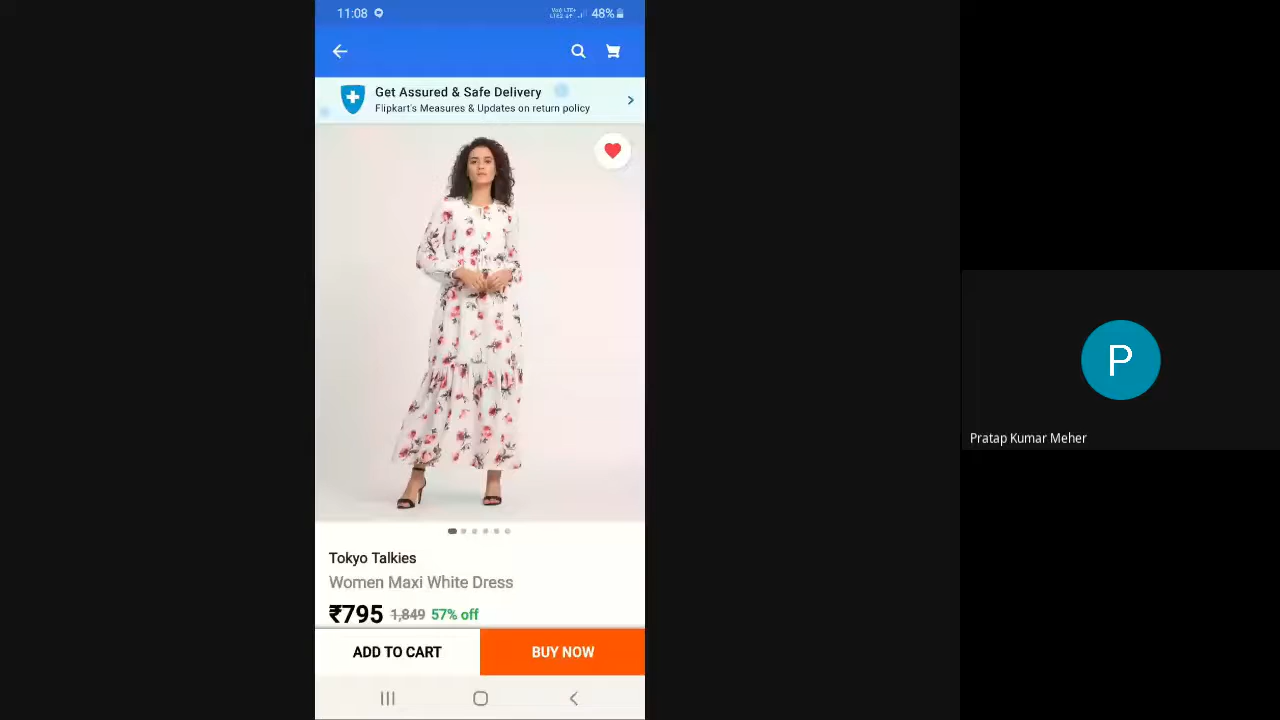 11:08
48%
Get Assured & Safe Delivery
Flipkart's Measures & Updates on return policy
Tokyo Talkies
Women Maxi White Dress
₹795 1,849 57% off
ADD TO CART
BUY NOW
P
Pratap Kumar Meher